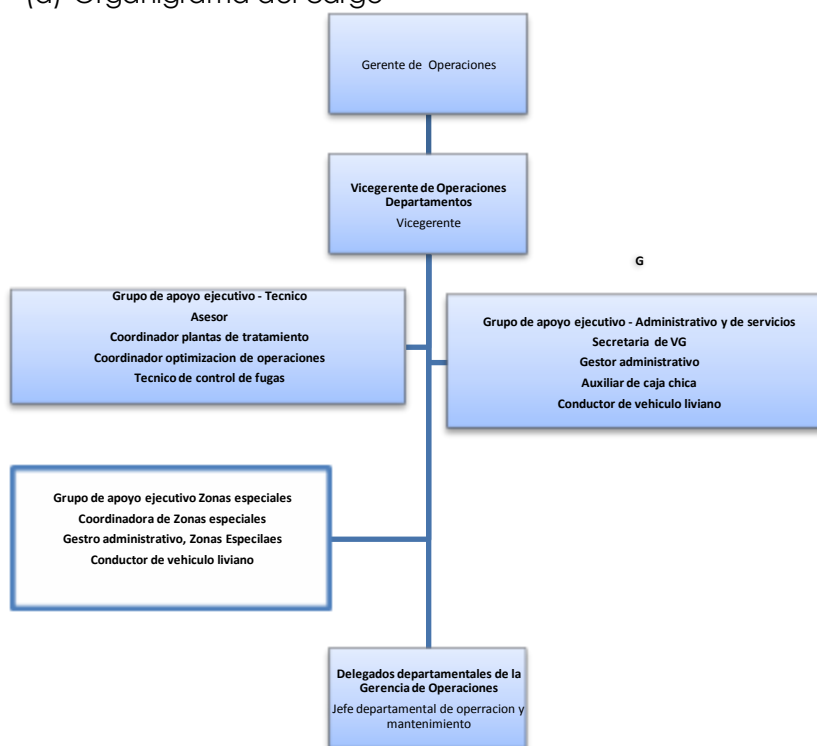 (a) Organigrama del cargo
Gerente de Operaciones
Vicegerente de Operaciones
Departamentos
Vicegerente
G
Grupo de apoyo ejecutivo - Tecnico
Asesor
Coordinador plantas de tratamiento
Coordinador optimizacion de operaciones
Tecnico de control de fugas
Grupo de apoyo ejecutivo - Administrativo y de servicios
Secretaria de VG
Gestor administrativo
Auxiliar de caja chica
Conductor de vehiculo liviano
Grupo de apoyo ejecutivo Zonas especiales
Coordinadora de Zonas especiales
Gestro administrativo, Zonas Especilaes
Conductor de vehiculo liviano
Delegados departamentales de la
Gerencia de Operaciones
Jefe departamental de operracion y
mantenimiento